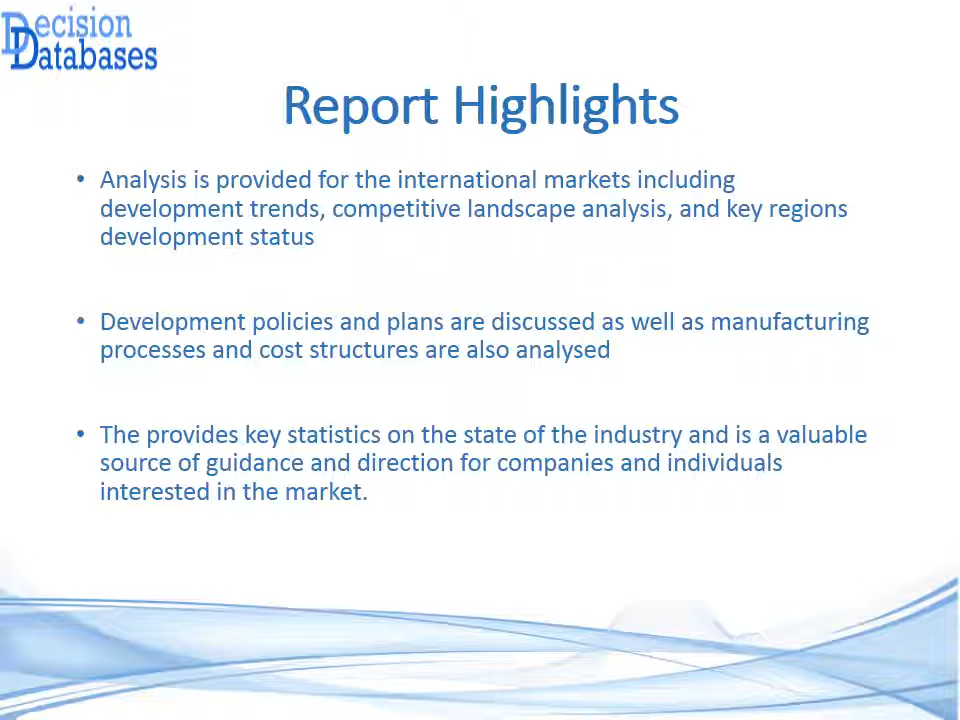 Decision
Databases
Report Highlights
• Analysis is provided for the international markets including
development trends, competitive landscape analysis, and key regions
development status
• Development policies and plans are discussed as well as manufacturing
processes and cost structures are also analysed
• The provides key statistics on the state of the industry and is a valuable
source of guidance and direction for companies and individuals
interested in the market.